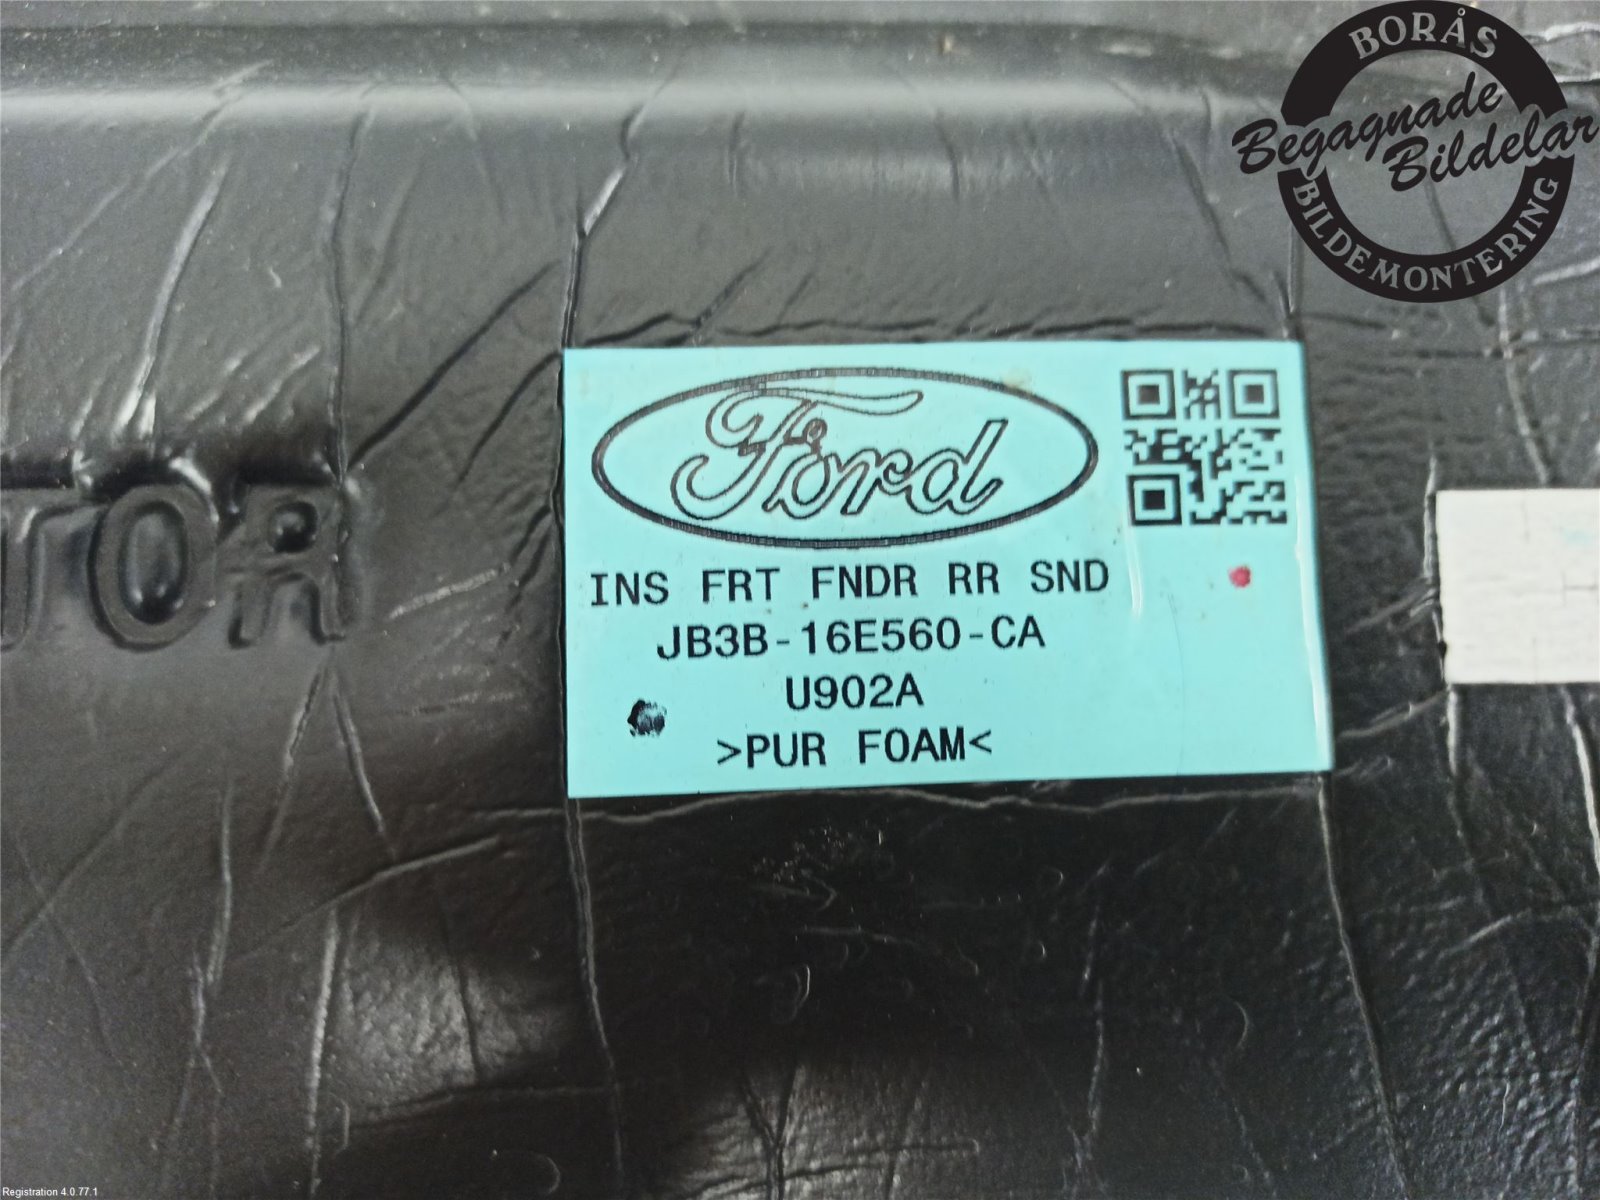 BORÅS
Begagnade
Bildelar
BILDEMONTERING
Ford
TOR
INS FRT FNDR RR SND
JB3B-16E560-CA
U902A
>PUR FOAM<
Registration 4.0.77.1